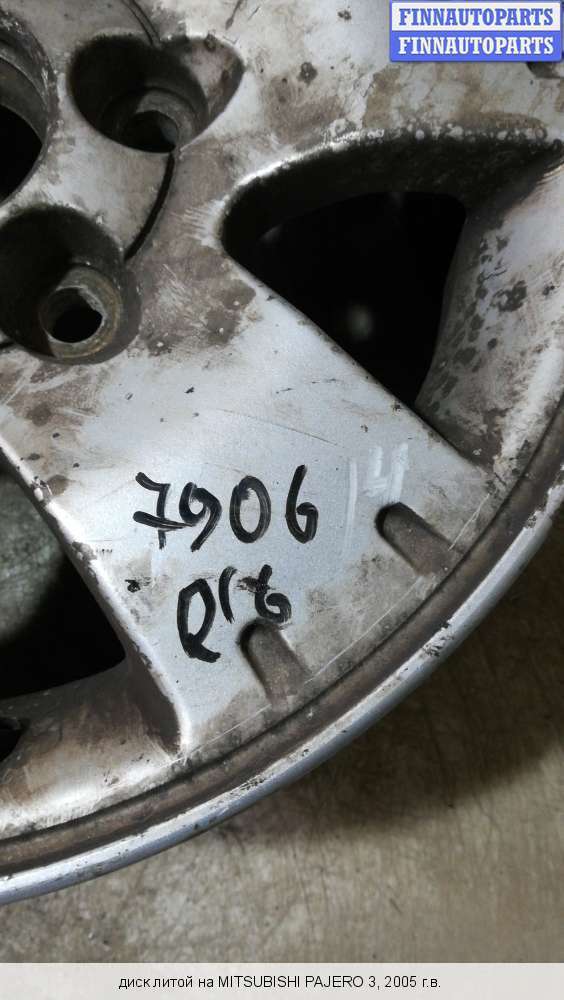 FINNAUTOPARTS
FINNAUTOPARTS
7906
14
R16
диск литой на MITSUBISHI PAJERO 3, 2005 г.в.